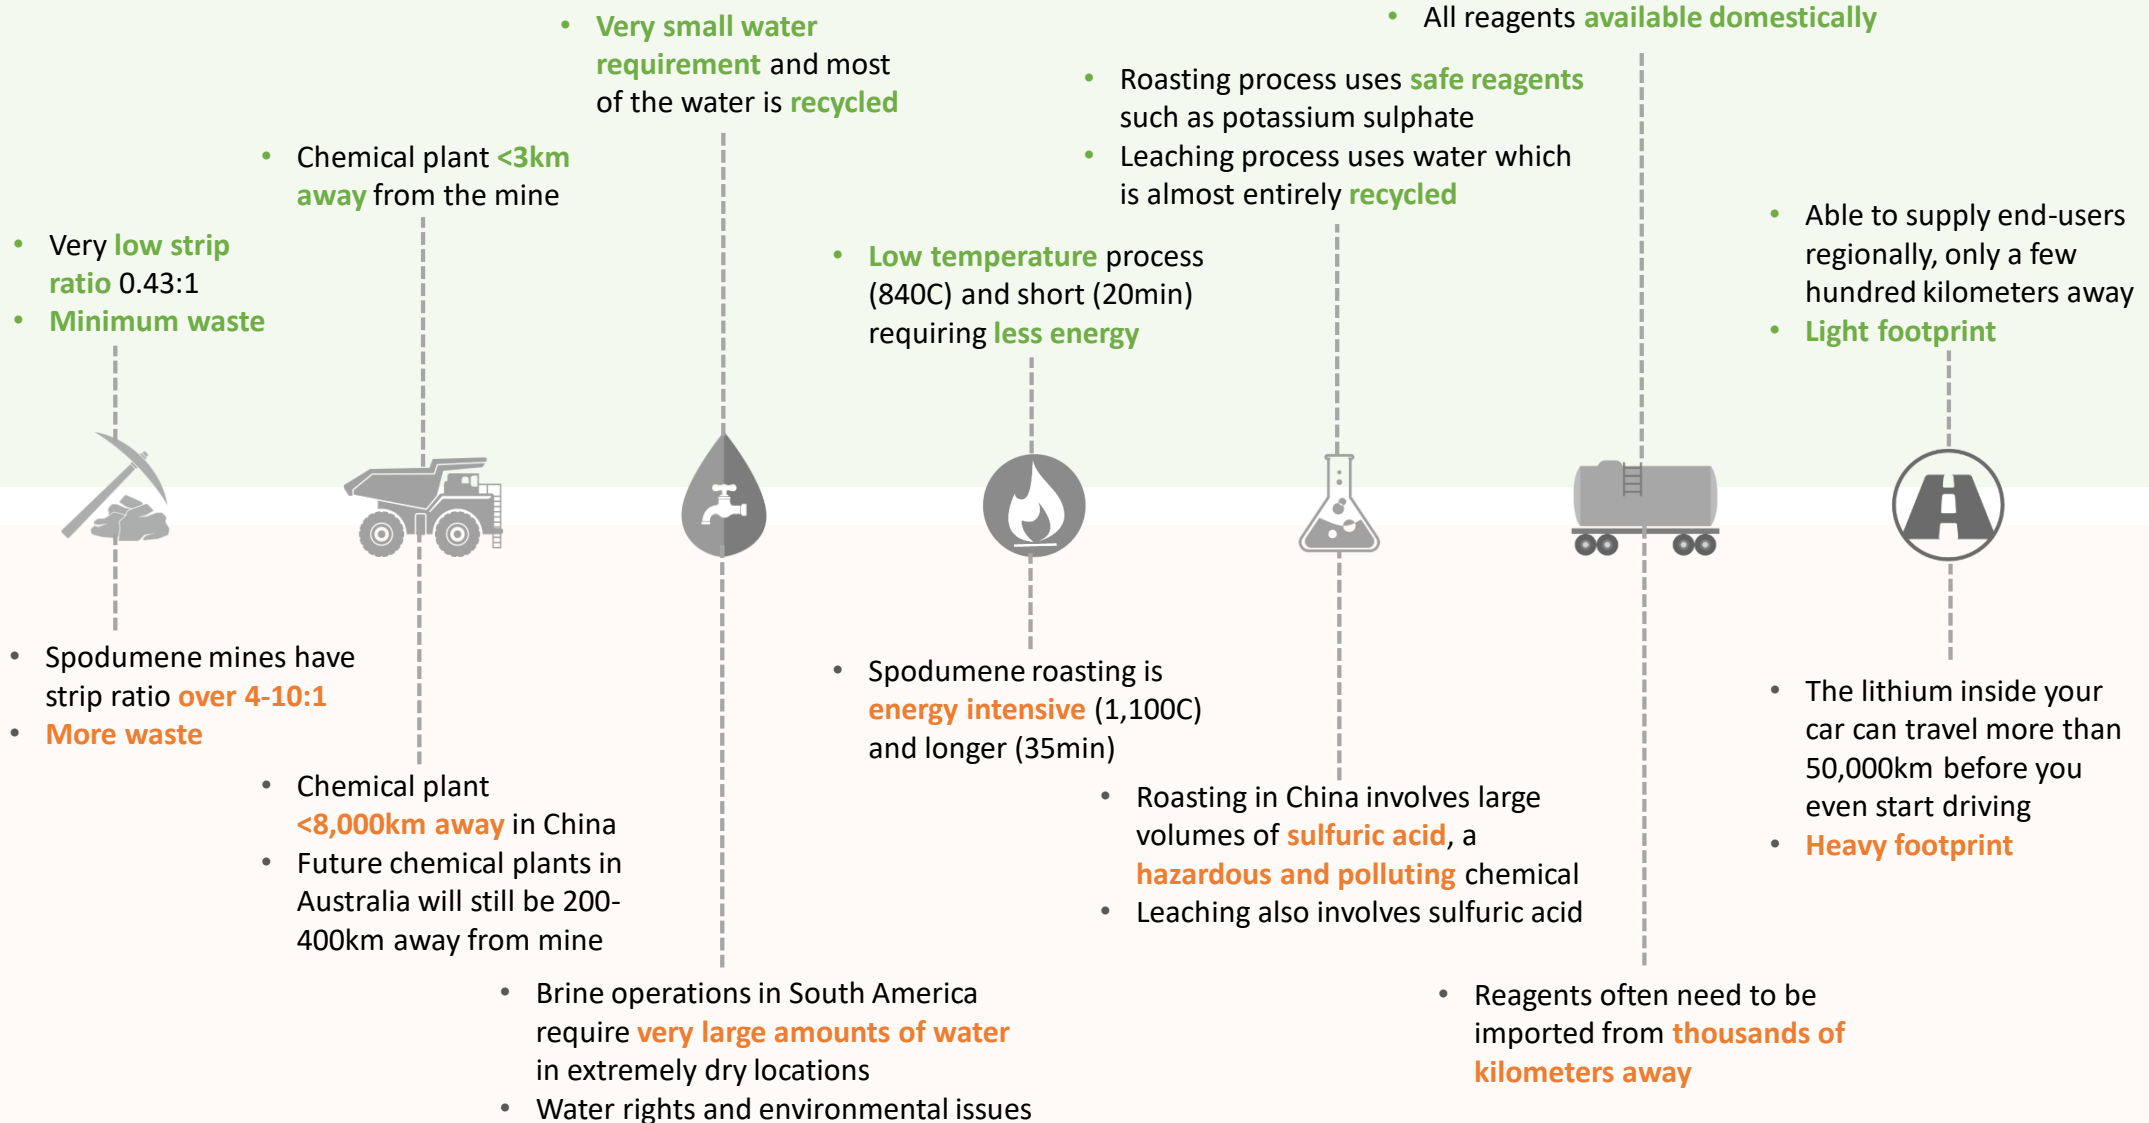 • Very low strip
ratio 0.43:1
• Minimum waste
• Chemical plant <3km
away from the mine
• Very small water
requirement and most
of the water is recycled
• Low temperature process
(840C) and short (20min)
requiring less energy
• Roasting process uses safe reagents
such as potassium sulphate
• Leaching process uses water which
is almost entirely recycled
• All reagents available domestically
• Able to supply end-users
regionally, only a few
hundred kilometers away
• Light footprint
• Spodumene mines have
strip ratio over 4-10:1
• More waste
• Chemical plant
<8,000km away in China
• Future chemical plants in
Australia will still be 200-
400km away from mine
• Brine operations in South America
require very large amounts of water
in extremely dry locations
• Water rights and environmental issues
• Spodumene roasting is
energy intensive (1,100C)
and longer (35min)
• Roasting in China involves large
volumes of sulfuric acid, a
hazardous and polluting chemical
• Leaching also involves sulfuric acid
• Reagents often need to be
imported from thousands of
kilometers away
• The lithium inside your
car can travel more than
50,000km before you
even start driving
• Heavy footprint